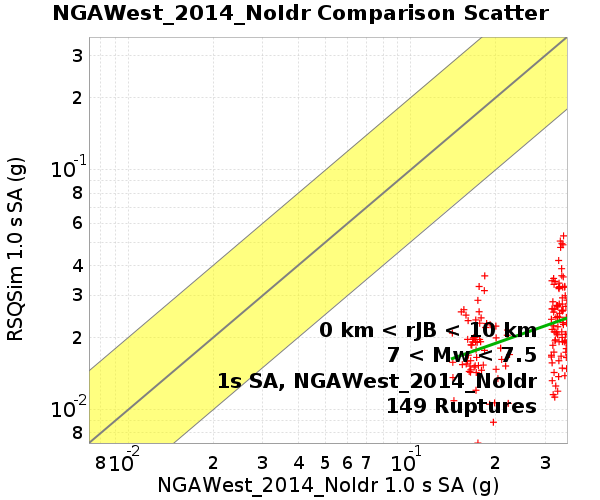 NGAWest_2014_NoIdr Comparison Scatter
RSQSim 1.0 s SA (g)
3
2
10-1
8
6
4
3
2
10-2
8
0 km < rJB < 10 km
7 < Mw < 7.5
1s SA, NGAWest_2014_NoIdr
149 Ruptures
8 10-2 2 3 4 5 6 7 10-1 2 3
NGAWest_2014_NoIdr 1.0 s SA (g)